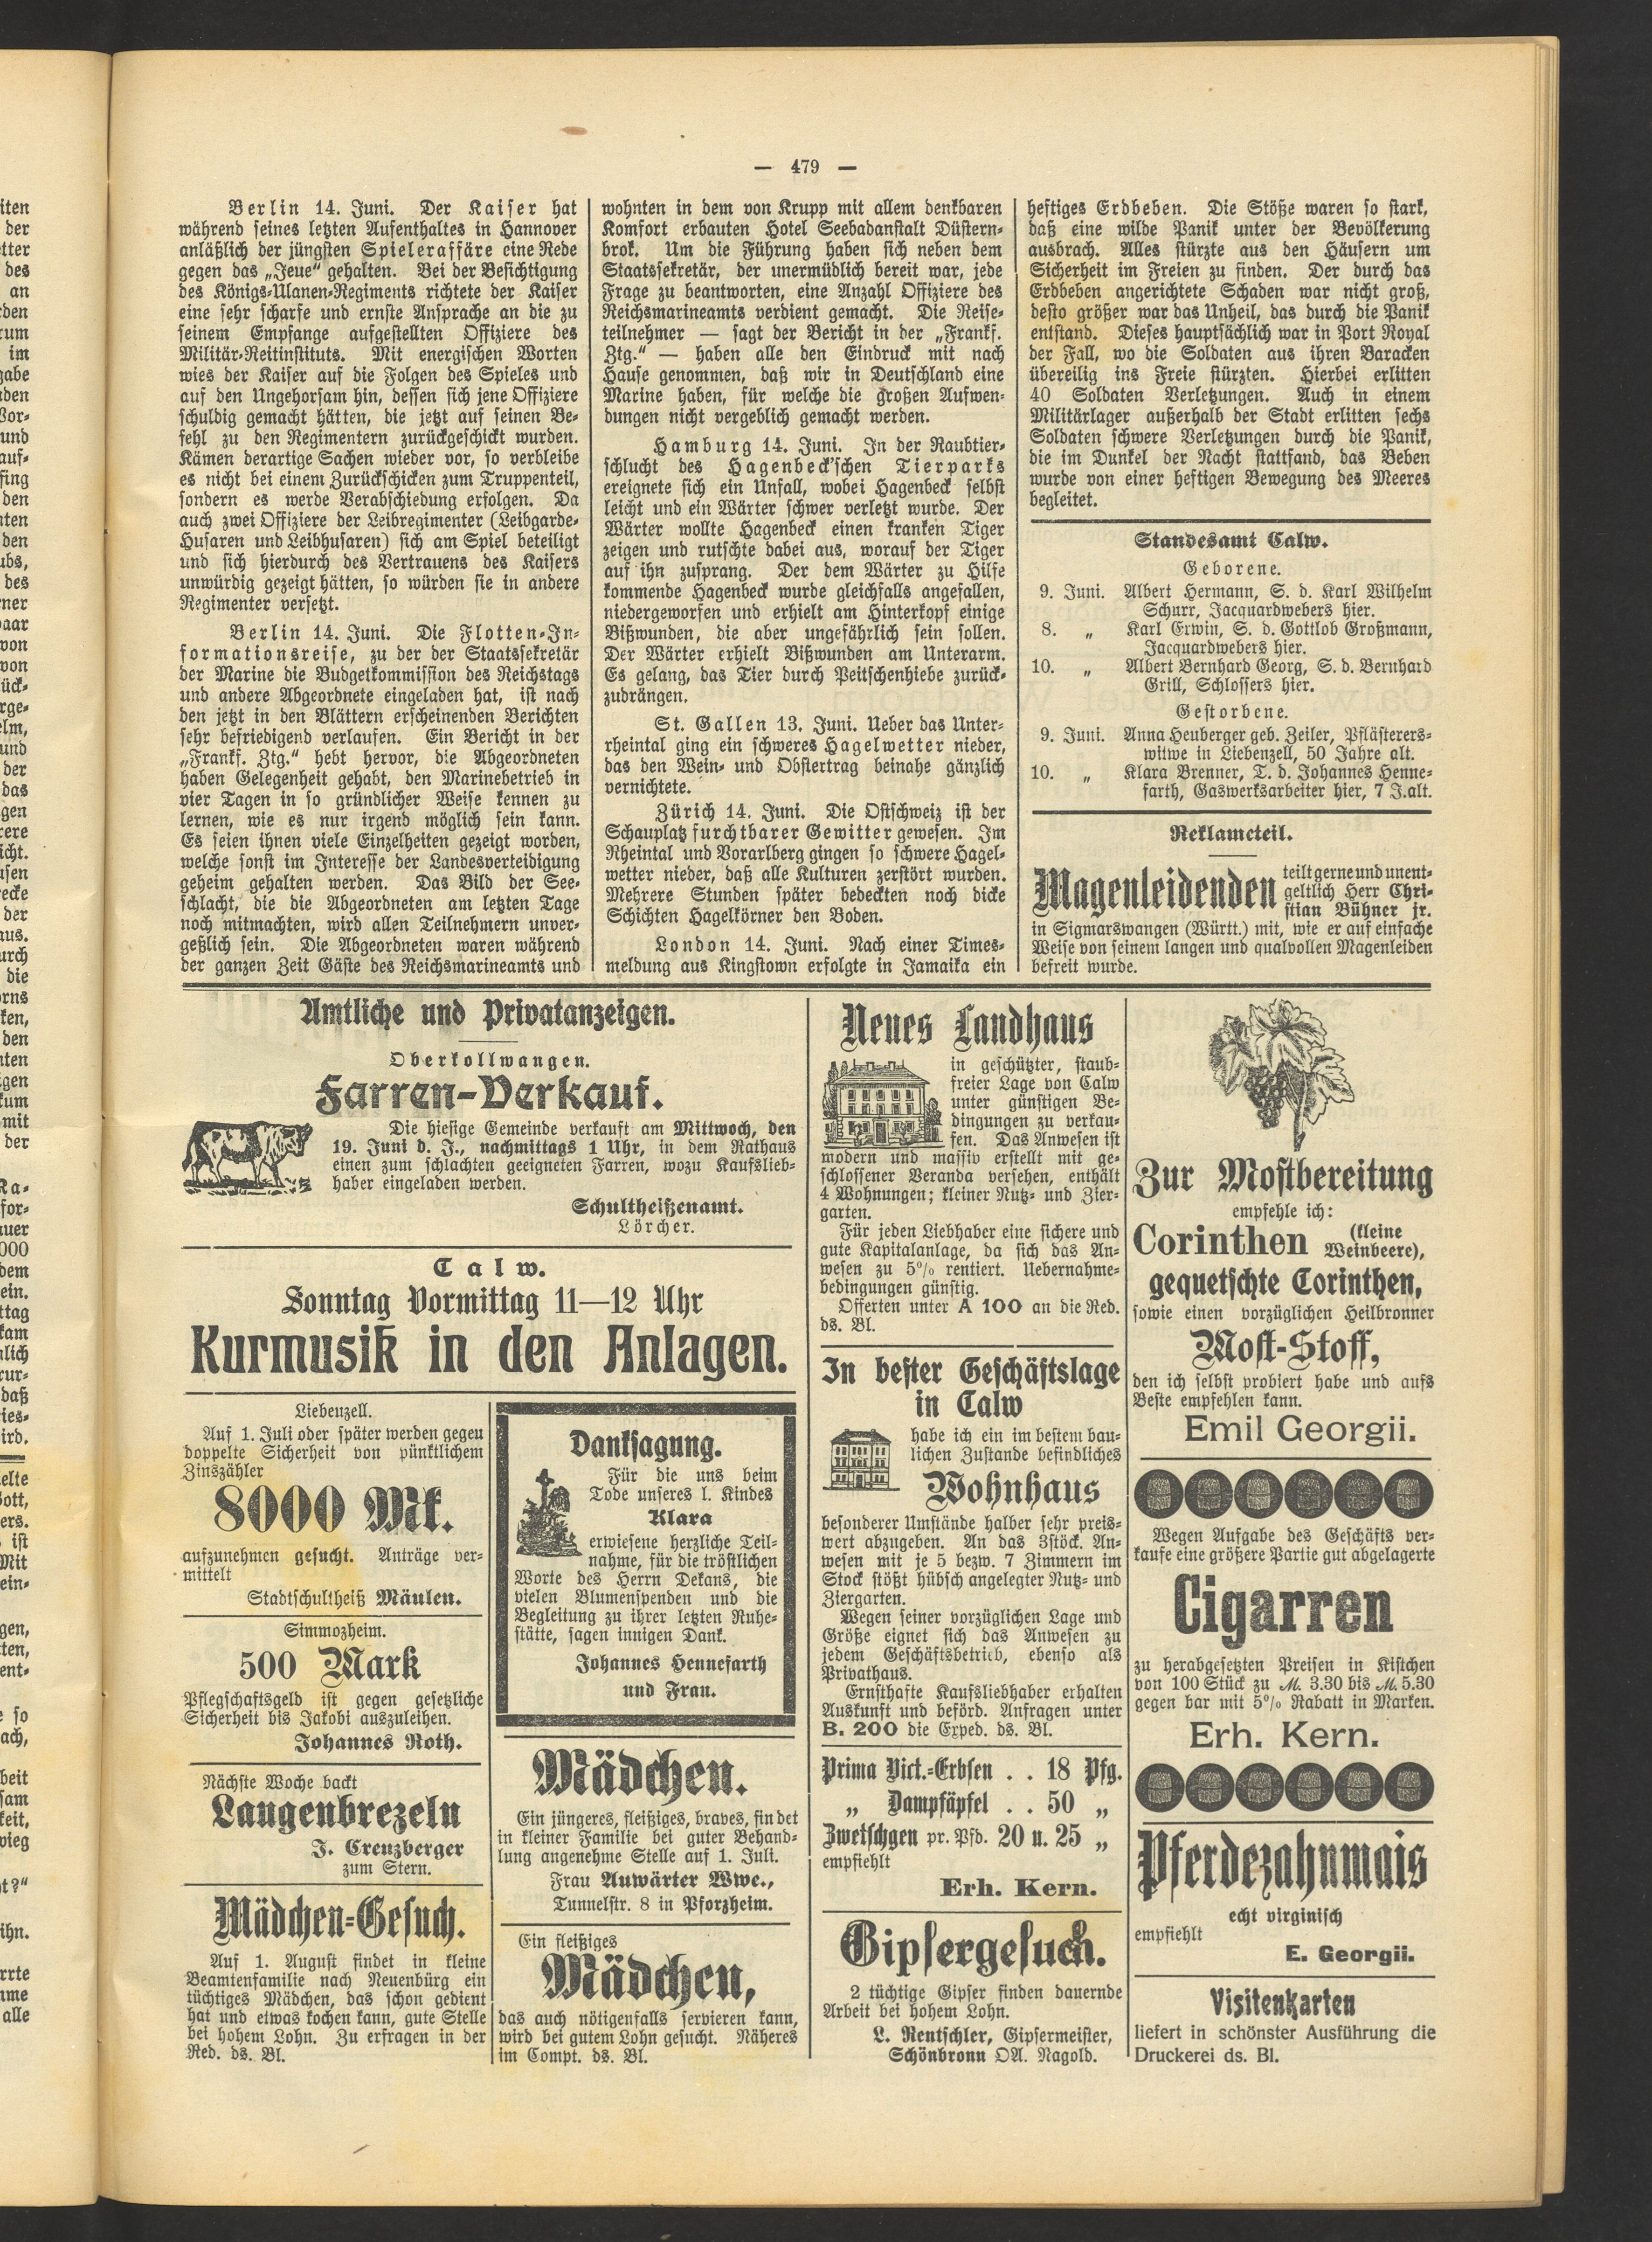 — 479 —
Berlin 14. Juni. Der Kaiser hat
während seines letzten Aufenthaltes in Hannover
anläßlich der jüngsten Spieleraffäre eine Rede
gegen das „Jeue“ gehalten. Bei der Besichtigung
des Königs-Ulanen-Regiments richtete der Kaiser
eine sehr scharfe und ernste Ansprache an die zu
seinem Empfange aufgestellten Offiziere des
Militär-Reitinstituts. Mit energischen Worten
wies der Kaiser auf die Folgen des Spieles und
auf den Ungehorsam hin, dessen sich jene Offiziere
schuldig gemacht hätten, die jetzt auf seinen Be-
fehl zu den Regimentern zurückgeschickt wurden.
Kämen derartige Sachen wieder vor, so verbleibe
es nicht bei einem Zurückschicken zum Truppenteil,
sondern es werde Verabschiedung erfolgen. Da
auch zwei Offiziere der Leibregimenter (Leibgarde-
Husaren und Leibhusaren) sich am Spiel beteiligt
und sich hierdurch des Vertrauens des Kaisers
unwürdig gezeigt hätten, so würden sie in andere
Regimenter versetzt.
Berlin 14. Juni. Die Flotten-In-
formationsreise, zu der der Staatssekretär
der Marine die Budgetkommission des Reichstags
und andere Abgeordnete eingeladen hat, ist nach
den jetzt in den Blättern erscheinenden Berichten
sehr befriedigend verlaufen. Ein Bericht in der
„Frankf. Ztg.“ hebt hervor, die Abgeordneten
haben Gelegenheit gehabt, den Marinebetrieb in
vier Tagen in so gründlicher Weise kennen zu
lernen, wie es nur irgend möglich sein kann.
Es seien ihnen viele Einzelheiten gezeigt worden,
welche sonst im Interesse der Landesverteidigung
geheim gehalten werden. Das Bild der See-
schlacht, die die Abgeordneten am letzten Tage
noch mitmachten, wird allen Teilnehmern unver-
geßlich sein. Die Abgeordneten waren während
der ganzen Zeit Gäste des Reichsmarineamts und
wohnten in dem von Krupp mit allem denkbaren
Komfort erbauten Hotel Seebadanstalt Düstern-
brok. Um die Führung haben sich neben dem
Staatssekretär, der unermüdlich bereit war, jede
Frage zu beantworten, eine Anzahl Offiziere des
Reichsmarineamts verdient gemacht. Die Reise-
teilnehmer — sagt der Bericht in der „Frankf.
Ztg.“ — haben alle den Eindruck mit nach
Hause genommen, daß wir in Deutschland eine
Marine haben, für welche die großen Aufwen-
dungen nicht vergeblich gemacht werden.
Hamburg 14. Juni. In der Raubtier-
schlucht des Hagenbeck'schen Tierparks
ereignete sich ein Unfall, wobei Hagenbeck selbst
leicht und ein Wärter schwer verletzt wurde. Der
Wärter wollte Hagenbeck einen kranken Tiger
zeigen und rutschte dabei aus, worauf der Tiger
auf ihn zusprang. Der dem Wärter zu Hilfe
kommende Hagenbeck wurde gleichfalls angefallen,
niedergeworfen und erhielt am Hinterkopf einige
Bißwunden, die aber ungefährlich sein sollen.
Der Wärter erhielt Bißwunden am Unterarm.
Es gelang, das Tier durch Peitschenhiebe zurück-
zudrängen.
St. Gallen 13. Juni. Ueber das Unter-
rheintal ging ein schweres Hagelwetter nieder,
das den Wein- und Obstertrag beinahe gänzlich
vernichtete.
Zürich 14. Juni. Die Ostschweiz ist der
Schauplatz furchtbarer Gewitter gewesen. Im
Rheintal und Vorarlberg gingen so schwere Hagel-
wetter nieder, daß alle Kulturen zerstört wurden.
Mehrere Stunden später bedeckten noch dicke
Schichten Hagelkörner den Boden.
London 14. Juni. Nach einer Times-
meldung aus Kingstown erfolgte in Jamaika ein
heftiges Erdbeben. Die Stöße waren so stark,
daß eine wilde Panik unter der Bevölkerung
ausbrach. Alles stürzte aus den Häusern um
Sicherheit im Freien zu finden. Der durch das
Erdbeben angerichtete Schaden war nicht groß,
desto größer war das Unheil, das durch die Panik
entstand. Dieses hauptsächlich war in Port Royal
der Fall, wo die Soldaten aus ihren Baracken
übereilig ins Freie stürzten. Hierbei erlitten
40 Soldaten Verletzungen. Auch in einem
Militärlager außerhalb der Stadt erlitten sechs
Soldaten schwere Verletzungen durch die Panik,
die im Dunkel der Nacht stattfand, das Beben
wurde von einer heftigen Bewegung des Meeres
begleitet.
Standesamt Calw.
Geborene.
9. Juni. Albert Hermann, S. d. Karl Wilhelm
Schurr, Jacquardwebers hier.
8. „ Karl Erwin, S. d. Gottlob Großmann,
Jacquardwebers hier.
10. „ Albert Bernhard Georg, S. d. Bernhard
Grill, Schlossers hier.
Gestorbene.
9. Juni. Anna Heuberger geb. Zeiler, Pflästerers-
witwe in Liebenzell, 50 Jahre alt.
10. „ Klara Brenner, T. d. Johannes Henne-
farth, Gaswerksarbeiter hier, 7 J. alt.
Reklameteil.
Magenleidenden teilt gerne und unent-
geltlich Herr Chri-
stian Bühner jr.
in Sigmarswangen (Württ.) mit, wie er auf einfache
Weise von seinem langen und qualvollen Magenleiden
befreit wurde.
Amtliche und Privatanzeigen.
Oberkollwangen.
Farren-Verkauf.
Die hiesige Gemeinde verkauft am Mittwoch, den
19. Juni d. J., nachmittags 1 Uhr, in dem Rathaus
einen zum schlachten geeigneten Farren, wozu Kaufslieb-
haber eingeladen werden.
Schultheißenamt.
Lörcher.
Calw.
Sonntag Vormittag 11—12 Uhr
Kurmusik in den Anlagen.
Liebenzell.
Auf 1. Juli oder später werden gegen
doppelte Sicherheit von pünktlichem
Zinszähler
8000 Mk.
aufzunehmen gesucht. Anträge ver-
mittelt
Stadtschultheiß Mäulen.
Simmozheim.
500 Mark
Pflegschaftsgeld ist gegen gesetzliche
Sicherheit bis Jakobi auszuleihen.
Johannes Roth.
Nächste Woche backt
Laugenbrezeln
J. Creuzberger
zum Stern.
Mädchen-Gesuch.
Auf 1. August findet in kleine
Beamtenfamilie nach Neuenbürg ein
tüchtiges Mädchen, das schon gedient
hat und etwas kochen kann, gute Stelle
bei hohem Lohn. Zu erfragen in der
Red. ds. Bl.
Danksagung.
Für die uns beim
Tode unseres l. Kindes
Klara
erwiesene herzliche Teil-
nahme, für die tröstlichen
Worte des Herrn Dekans, die
vielen Blumenspenden und die
Begleitung zu ihrer letzten Ruhe-
stätte, sagen innigen Dank.
Johannes Hennefarth
und Frau.
Mädchen.
Ein jüngeres, fleißiges, braves, findet
in kleiner Familie bei guter Behand-
lung angenehme Stelle auf 1. Juli.
Frau Auwärter Wwe.,
Tunnelstr. 8 in Pforzheim.
Ein fleißiges
Mädchen,
das auch nötigenfalls servieren kann,
wird bei gutem Lohn gesucht. Näheres
im Compt. ds. Bl.
Neues Landhaus
in geschützter, staub-
freier Lage von Calw
unter günstigen Be-
dingungen zu verkau-
fen. Das Anwesen ist
modern und massiv erstellt mit ge-
schlossener Veranda versehen, enthält
4 Wohnungen; kleiner Nutz- und Zier-
garten.
Für jeden Liebhaber eine sichere und
gute Kapitalanlage, da sich das An-
wesen zu 5% rentiert. Uebernahme-
bedingungen günstig.
Offerten unter A 100 an die Red.
ds. Bl.
In bester Geschäftslage
in Calw
habe ich ein im bestem bau-
lichen Zustande befindliches
Wohnhaus
besonderer Umstände halber sehr preis-
wert abzugeben. An das 3stöck. An-
wesen mit je 5 bezw. 7 Zimmern im
Stock stößt hübsch angelegter Nutz- und
Ziergarten.
Wegen seiner vorzüglichen Lage und
Größe eignet sich das Anwesen zu
jedem Geschäftsbetrieb, ebenso als
Privathaus.
Ernsthafte Kaufsliebhaber erhalten
Auskunft und beförd. Anfragen unter
B. 200 die Exped. ds. Bl.
Prima Vict.-Erbsen . . 18 Pfg.
„ Dampfäpfel . . 50 „
Zwetschgen pr. Pfd. 20 u. 25 „
empfiehlt
Erh. Kern.
Gipsergesuch.
2 tüchtige Gipser finden dauernde
Arbeit bei hohem Lohn.
L. Rentschler, Gipsermeister,
Schönbronn OA. Nagold.
Zur Mostbereitung
empfehle ich:
Corinthen (kleine
Weinbeere),
gequetschte Corinthen,
sowie einen vorzüglichen Heilbronner
Most-Stoff,
den ich selbst probiert habe und aufs
Beste empfehlen kann.
Emil Georgii.
Wegen Aufgabe des Geschäfts ver-
kaufe eine größere Partie gut abgelagerte
Cigarren
zu herabgesetzten Preisen in Kistchen
von 100 Stück zu M. 3.30 bis M. 5.30
gegen bar mit 5% Rabatt in Marken.
Erh. Kern.
Pferdezahnmais
echt virginisch
empfiehlt
E. Georgii.
Visitenkarten
liefert in schönster Ausführung die
Druckerei ds. Bl.